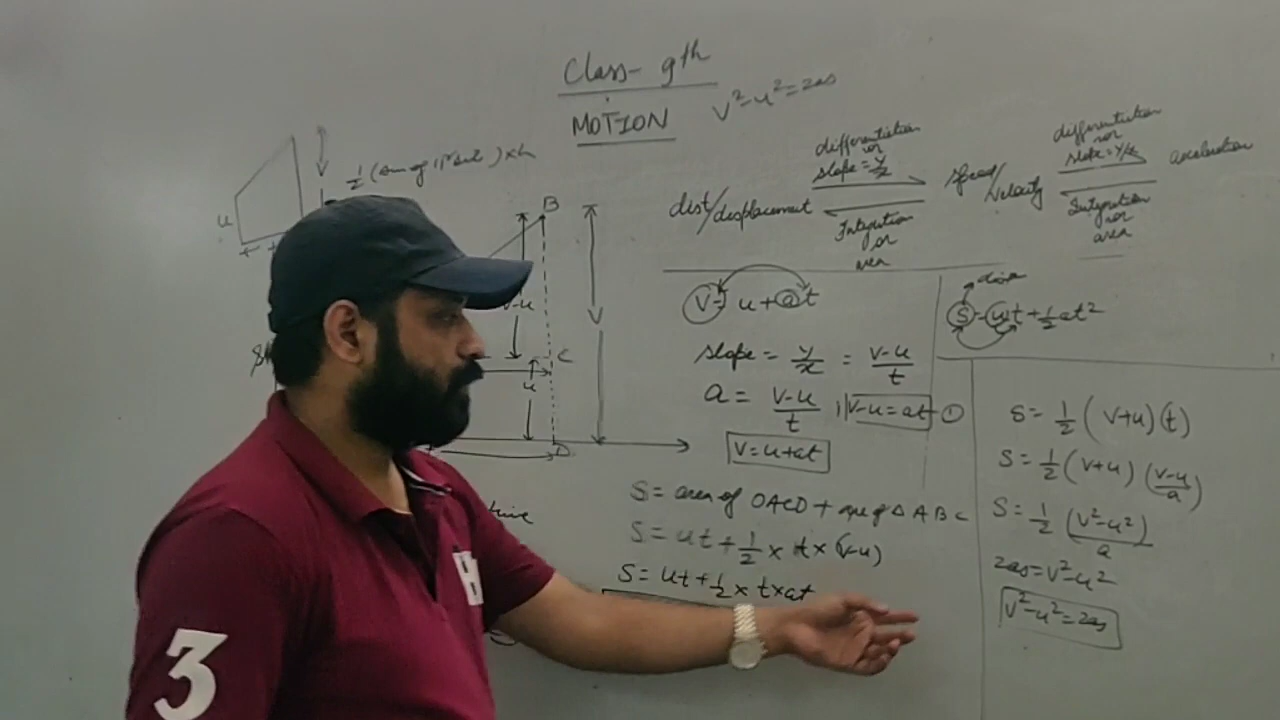 Class- 9th
MOTION
V²-u²=2as
½ (sum of || ) x h
u
B
V-u
V
C
u
D
dist/displacement
differentiation
or
slope = y/x
Integration
or
area
speed/velocity
differentiation
or
slope = y/x
Integration
or
area
acceleration
V = u + at
slope = y/x = V-u/t
a = V-u/t , V-u = at - ①
V = u + at
S = area of OACD + area of Δ ABC
S = ut + ½ x t x (V-u)
S = ut + ½ x t x at
S = ut + ½at²
S = ½ (V+u) (t)
S = ½ (V+u) (V-u/a)
S = ½ (V²-u²)/a
2as = V²-u²
V²-u² = 2as
3